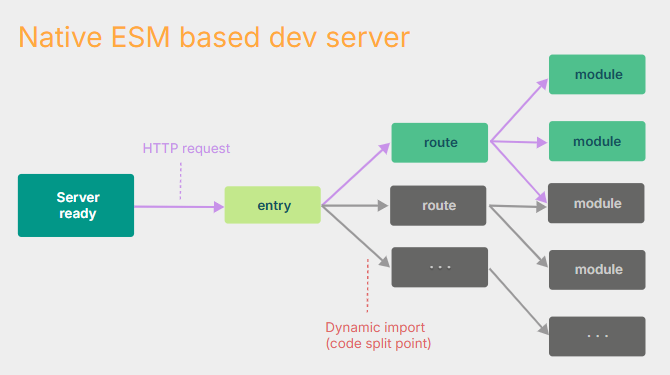 Native ESM based dev server
module
HTTP request
route
module
Server
ready
entry
route
module
· · ·
module
Dynamic import
(code split point)
· · ·